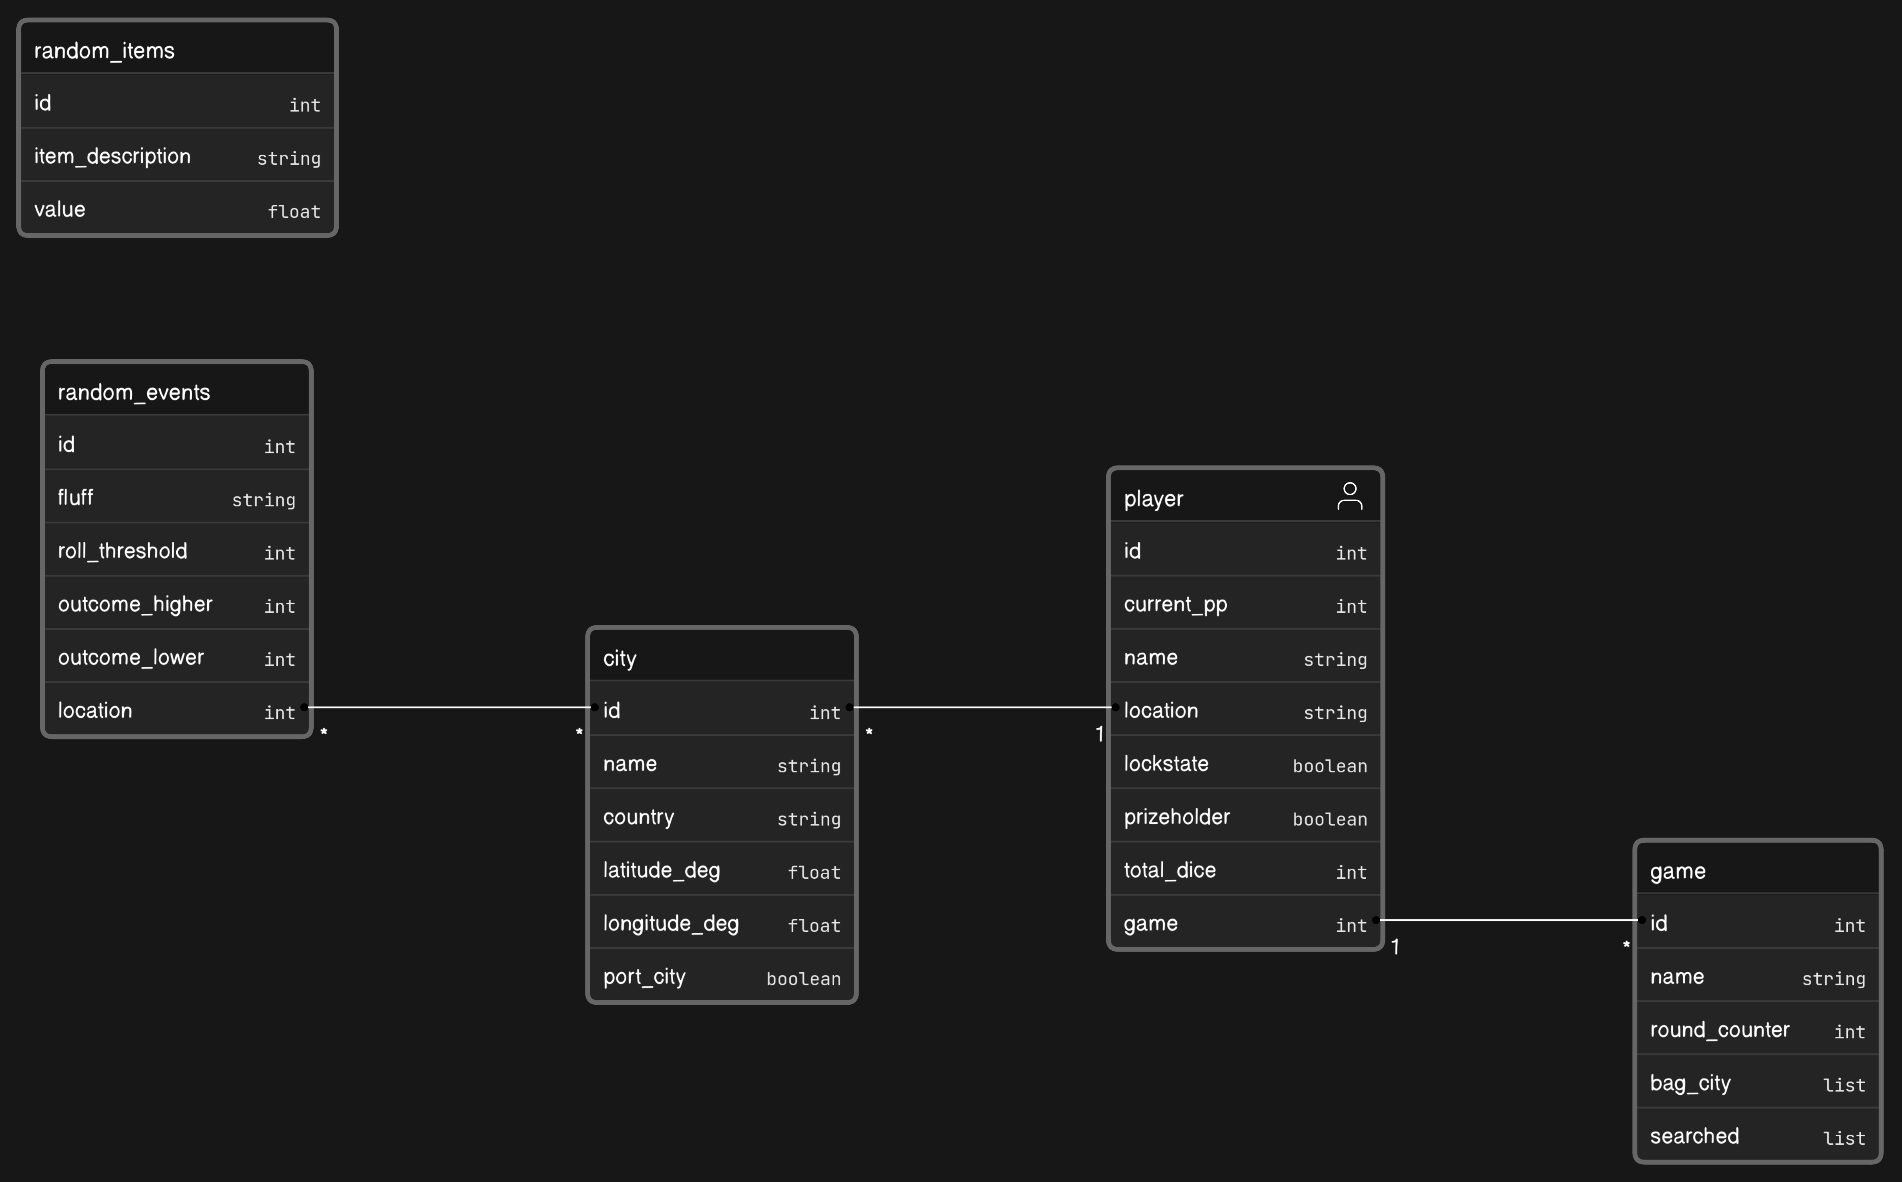 random_items
id int
item_description string
value float
random_events
id int
fluff string
roll_threshold int
outcome_higher int
outcome_lower int
location int
* *
city
id int
name string
country string
latitude_deg float
longitude_deg float
port_city boolean
* 1
player
id int
current_pp int
name string
location string
lockstate boolean
prizeholder boolean
total_dice int
game int
1 *
game
id int
name string
round_counter int
bag_city list
searched list